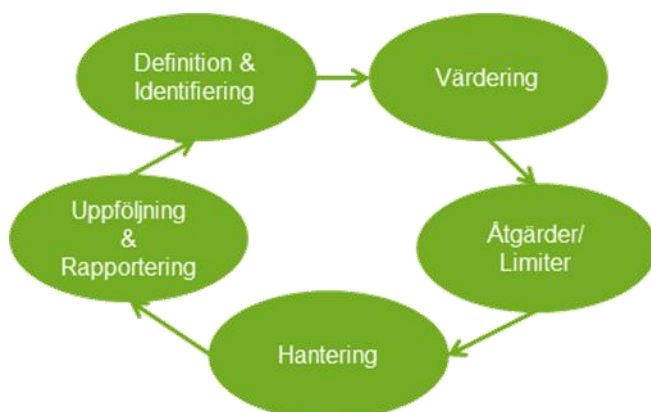 Definition &
Identifiering
Värdering
Åtgärder/
Limiter
Hantering
Uppföljning
&
Rapportering